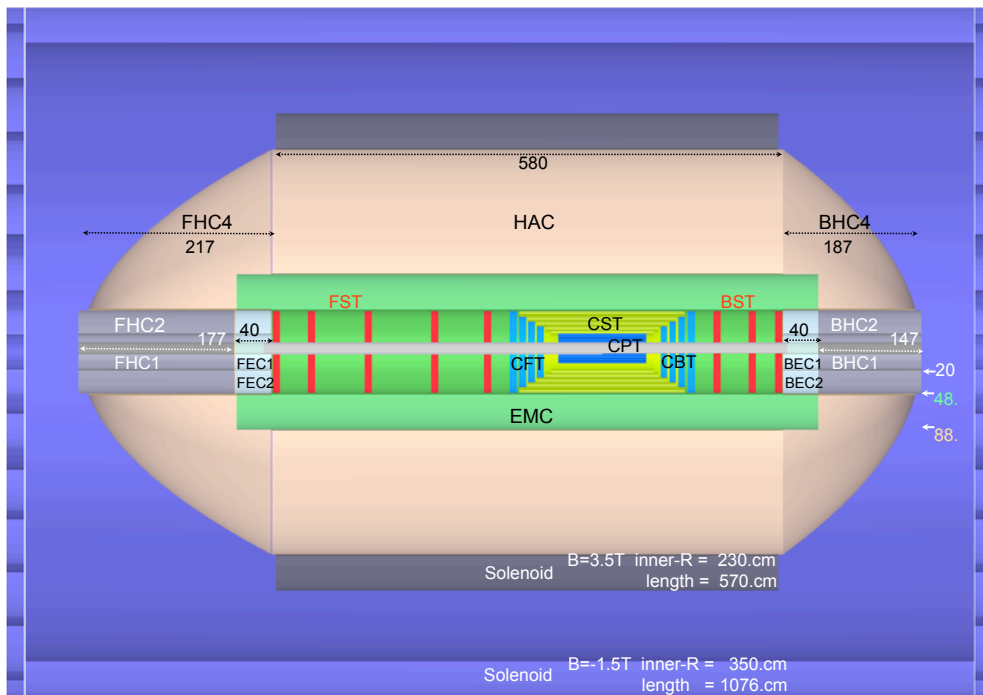 580
FHC4
HAC
BHC4
217
187
FST
BST
FHC2
40
CST
40
BHC2
177
CPT
147
FHC1
FEC1
CFT
CBT
BEC1
BHC1
20
FEC2
BEC2
48.
EMC
88.
B=3.5T inner-R = 230.cm
Solenoid
length = 570.cm
B=-1.5T inner-R = 350.cm
Solenoid
length = 1076.cm